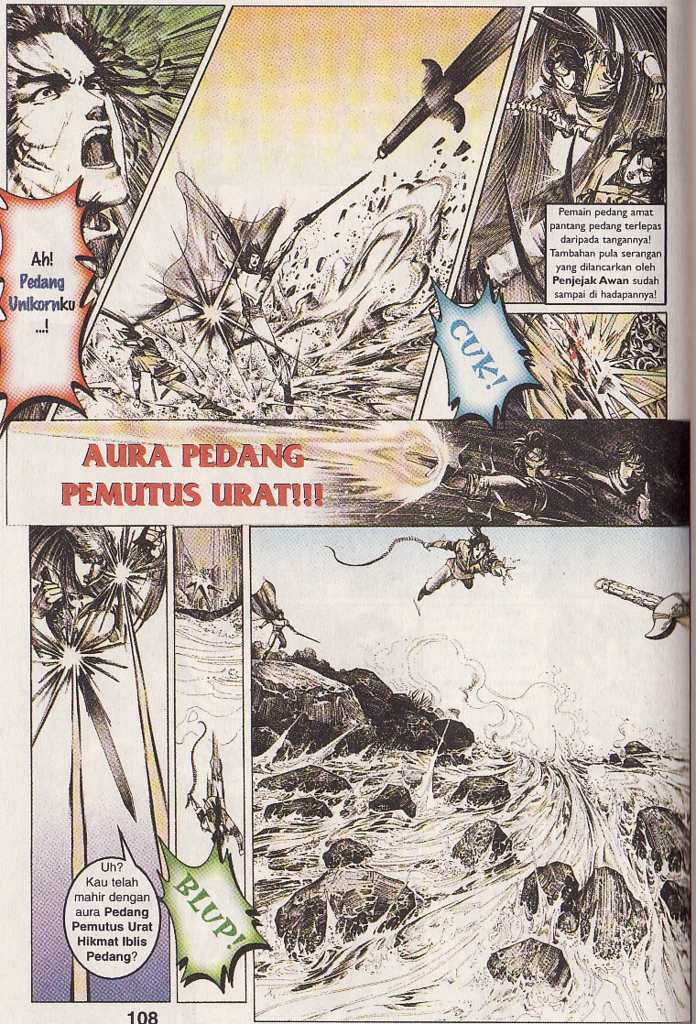 Ah!
Pedang
Unikornku
...!
Pemain pedang amat
pantang pedang terlepas
daripada tangannya!
Tambahan pula serangan
yang dilancarkan oleh
Penjejak Awan sudah
sampai di hadapannya!
CUK!
AURA PEDANG
PEMUTUS URAT!!!
Uh?
Kau telah
mahir dengan
aura Pedang
Pemutus Urat
Hikmat Iblis
Pedang?
BLUP!
108